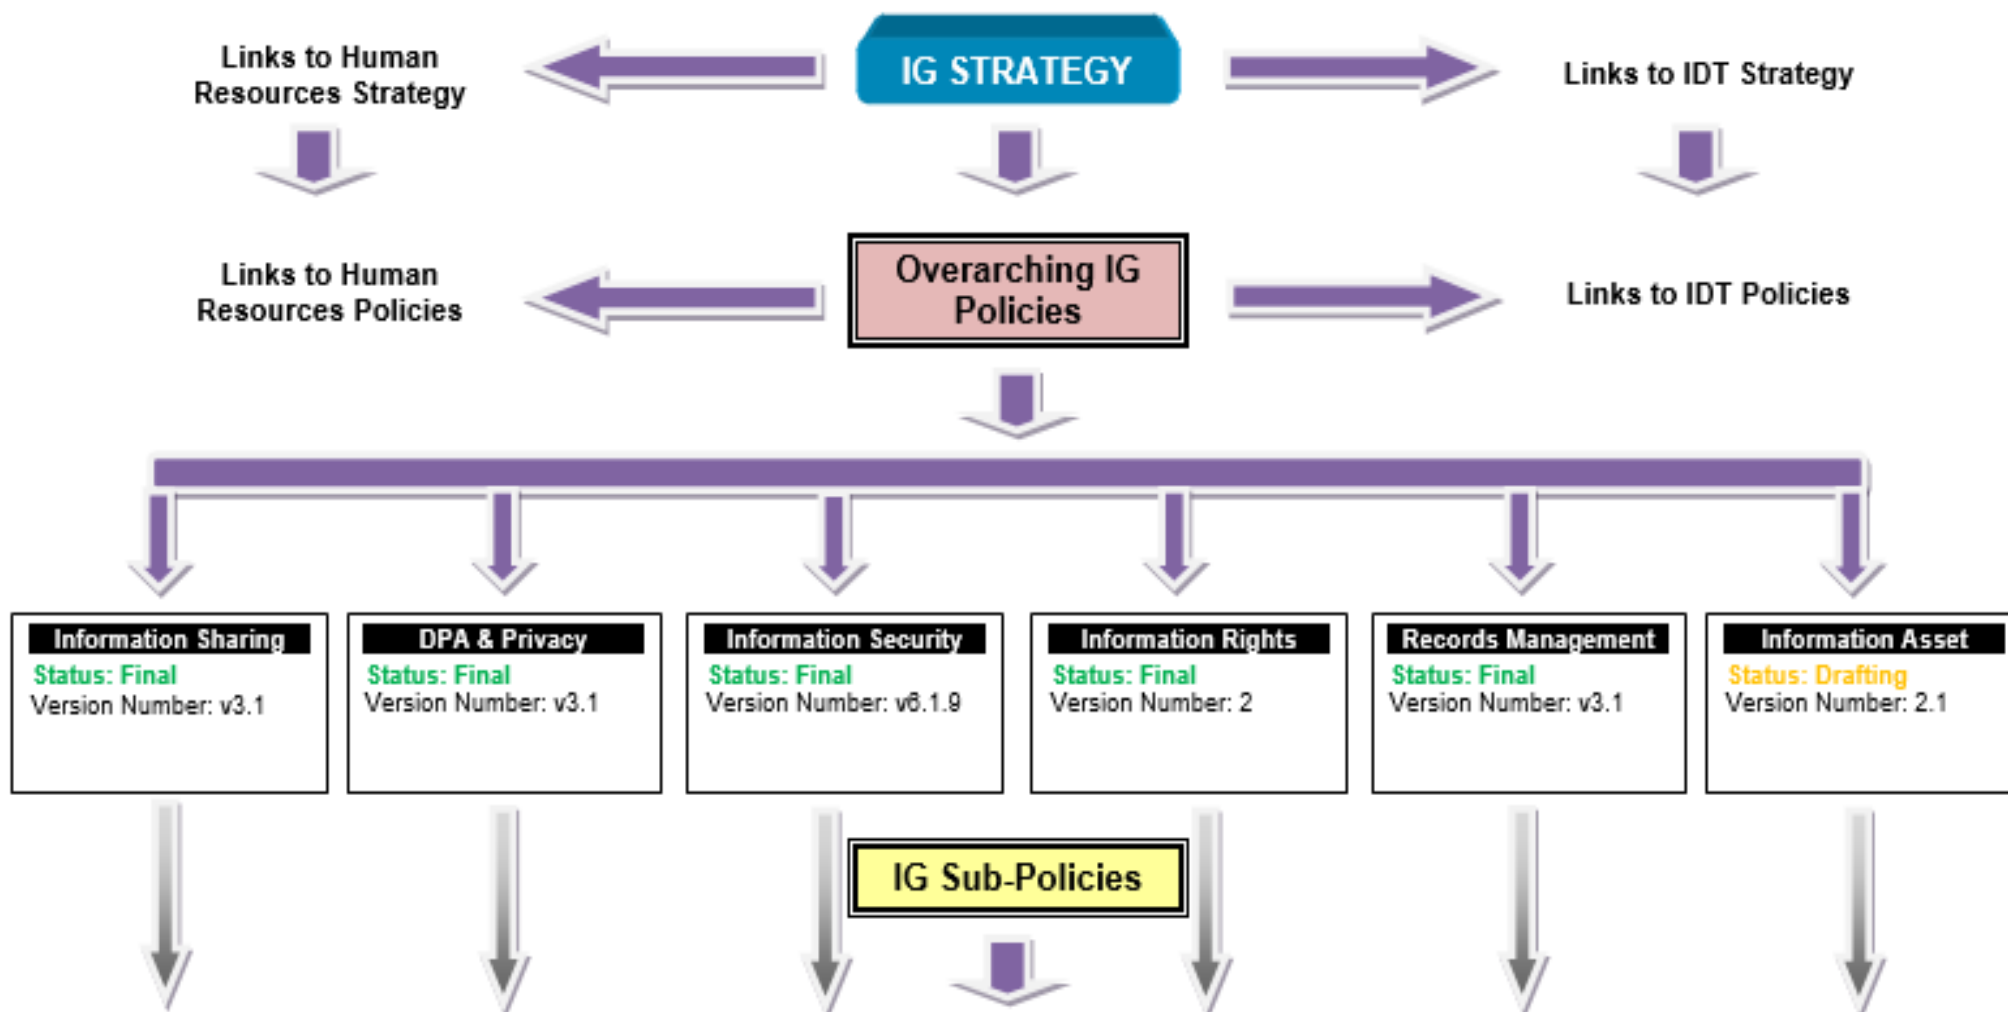 Links to Human
Resources Strategy
IG STRATEGY
Links to IDT Strategy
Links to Human
Resources Policies
Overarching IG
Policies
Links to IDT Policies
Information Sharing
Status: Final
Version Number: v3.1
DPA & Privacy
Status: Final
Version Number: v3.1
Information Security
Status: Final
Version Number: v6.1.9
Information Rights
Status: Final
Version Number: 2
Records Management
Status: Final
Version Number: v3.1
Information Asset
Status: Drafting
Version Number: 2.1
IG Sub-Policies